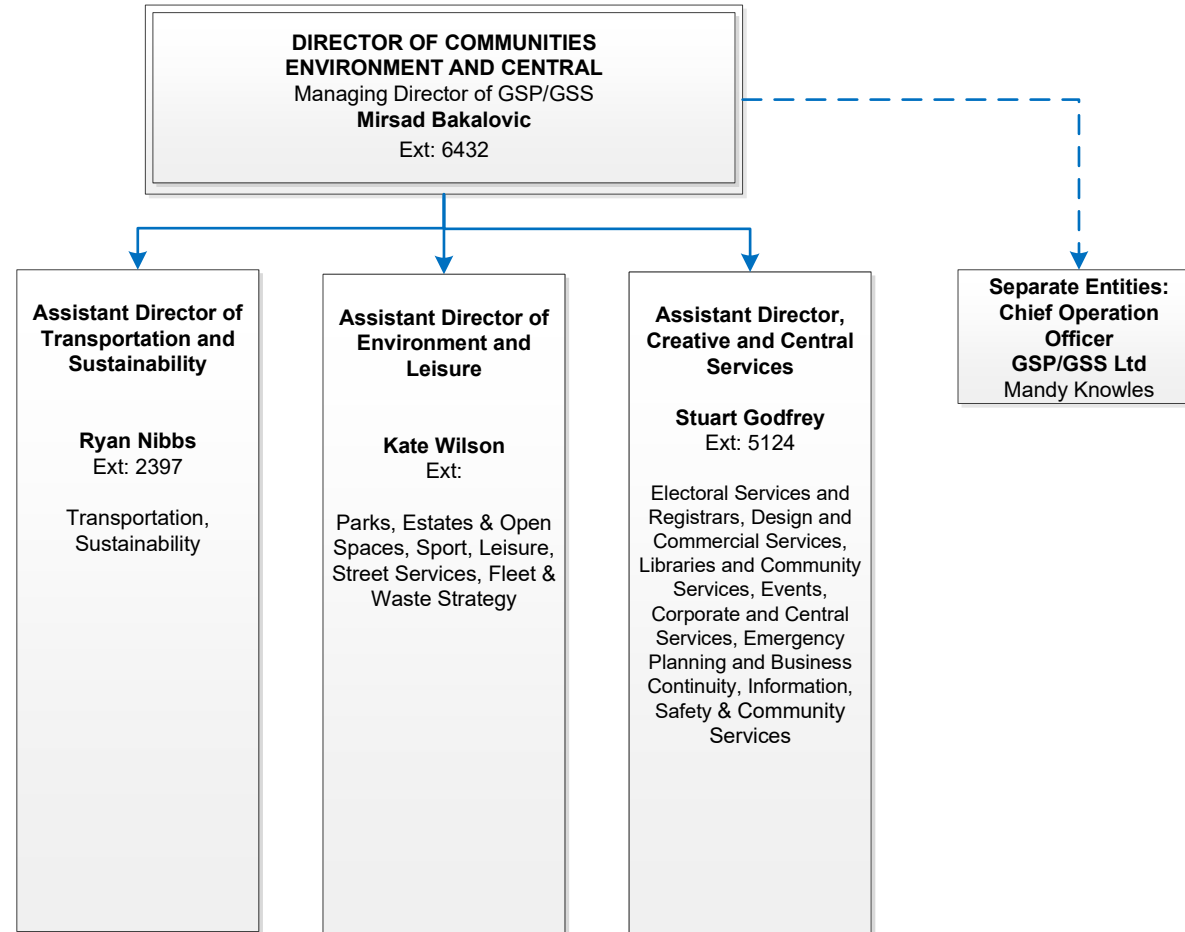 DIRECTOR OF COMMUNITIES
ENVIRONMENT AND CENTRAL
Managing Director of GSP/GSS
Mirsad Bakalovic
Ext: 6432
Assistant Director of
Transportation and
Sustainability
Ryan Nibbs
Ext: 2397
Transportation,
Sustainability
Assistant Director of
Environment and
Leisure
Kate Wilson
Ext:
Parks, Estates & Open
Spaces, Sport, Leisure,
Street Services, Fleet &
Waste Strategy
Assistant Director,
Creative and Central
Services
Stuart Godfrey
Ext: 5124
Electoral Services and
Registrars, Design and
Commercial Services,
Libraries and Community
Services, Events,
Corporate and Central
Services, Emergency
Planning and Business
Continuity, Information,
Safety & Community
Services
Separate Entities:
Chief Operation
Officer
GSP/GSS Ltd
Mandy Knowles